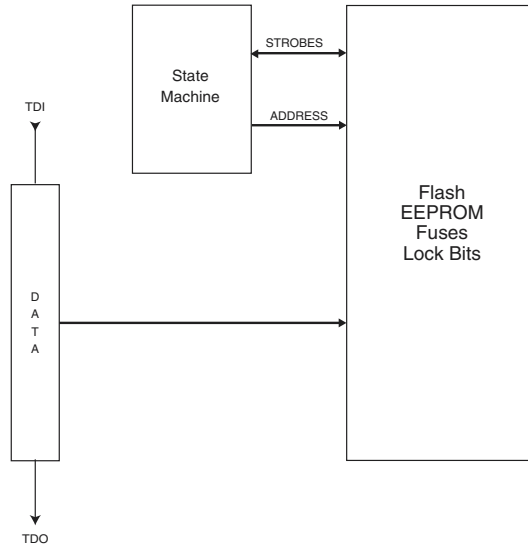 STROBES
State
Machine
ADDRESS
TDI
Flash
EEPROM
Fuses
Lock Bits
D
A
T
A
TDO